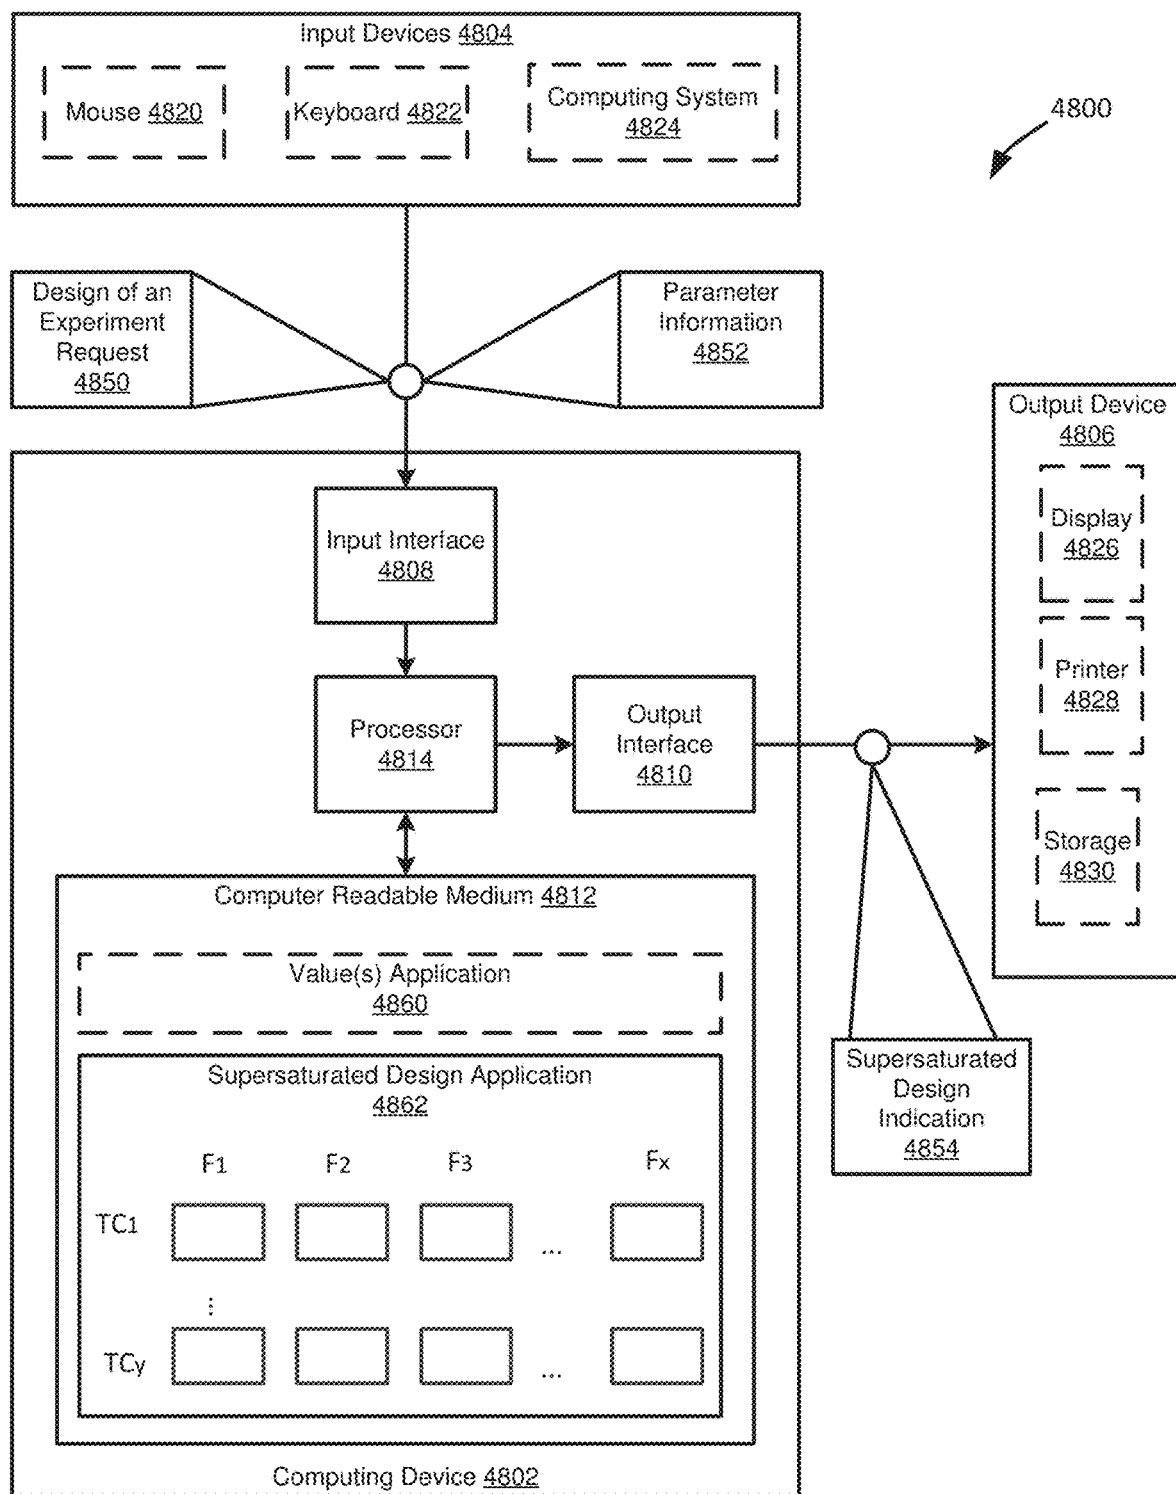 Input Devices 4804
Mouse 4820
Keyboard 4822
Computing System
4824
4800
Design of an
Experiment
Request
4850
Parameter
Information
4852
Output Device
4806
Display
4826
Printer
4828
Storage
4830
Input Interface
4808
Processor
4814
Output
Interface
4810
Computer Readable Medium 4812
Value(s) Application
4860
Supersaturated Design Application
4862
F1 F2 F3 Fx
TC1 ...
⋮
TCy ...
Supersaturated
Design
Indication
4854
Computing Device 4802